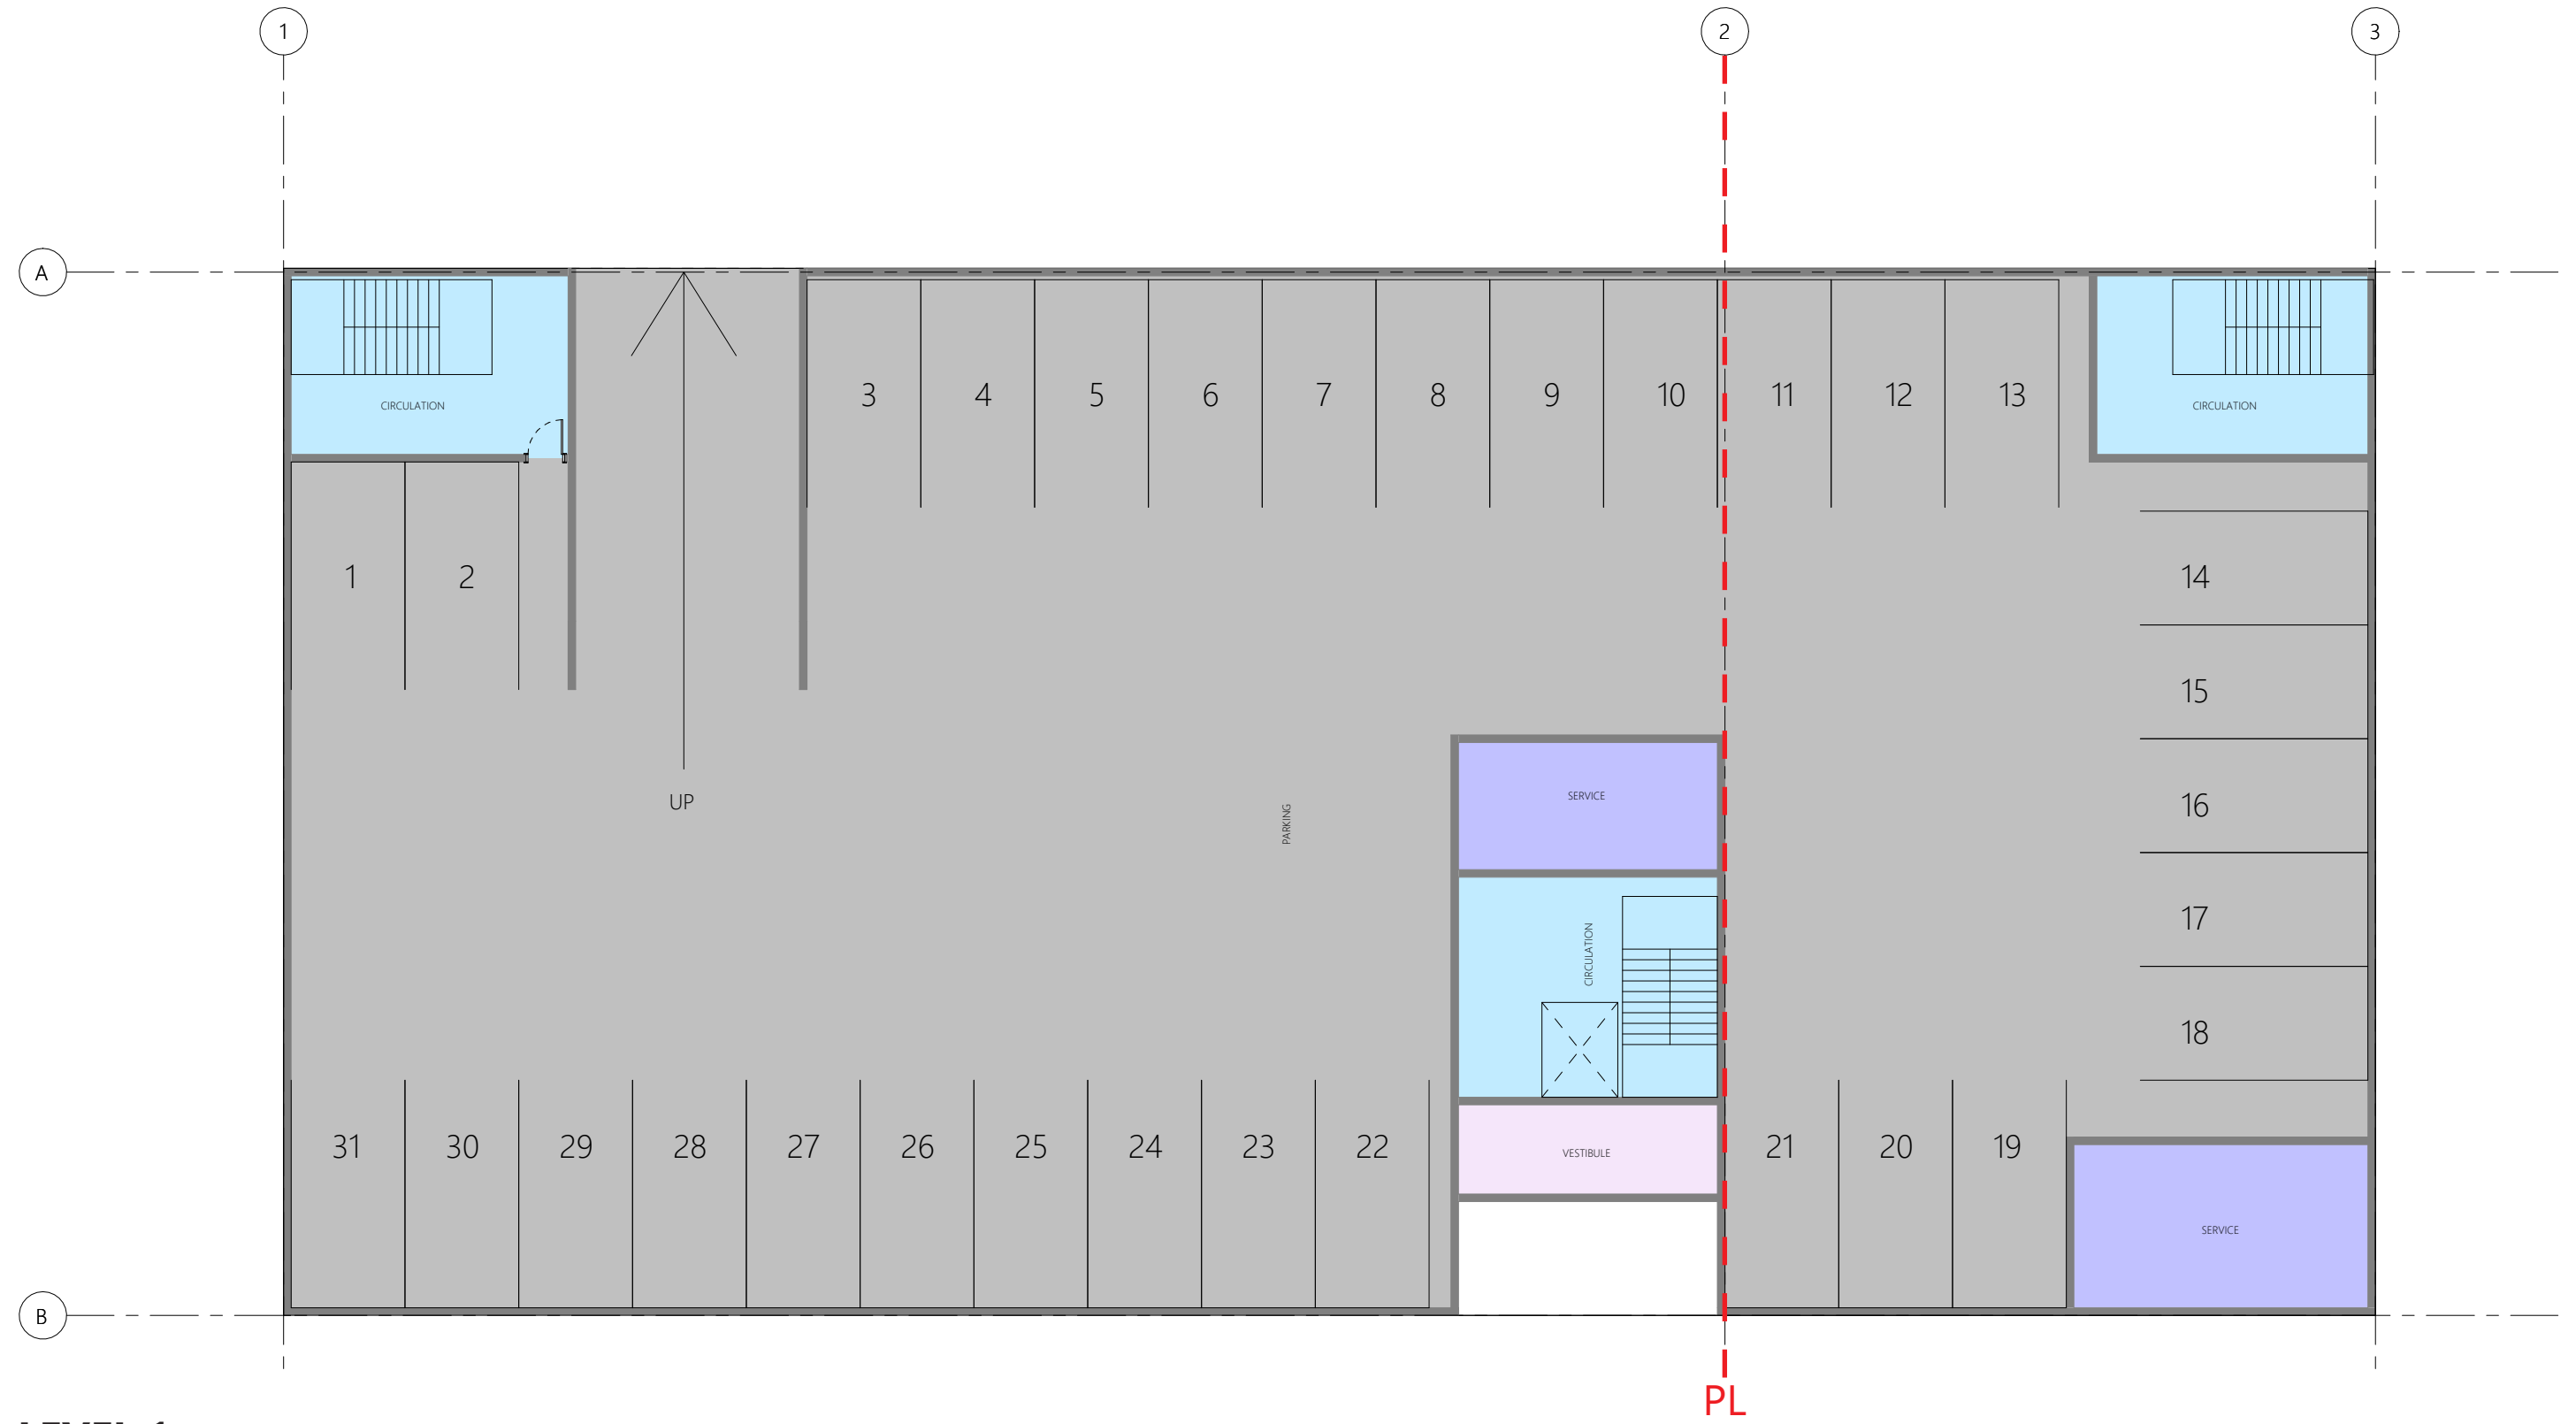 1
2
3
A
CIRCULATION
3 4 5 6 7 8 9 10 11 12 13
CIRCULATION
1 2
14
15
16
17
18
UP
PARKING
SERVICE
CIRCULATION
VESTIBULE
31 30 29 28 27 26 25 24 23 22
21 20 19
SERVICE
B
PL